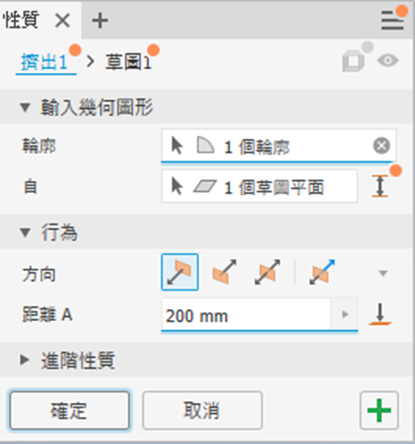 性質
擠出1 > 草圖1
輸入幾何圖形
輪廓 1 個輪廓
自 1 個草圖平面
行為
方向
距離 A 200 mm
進階性質
確定 取消